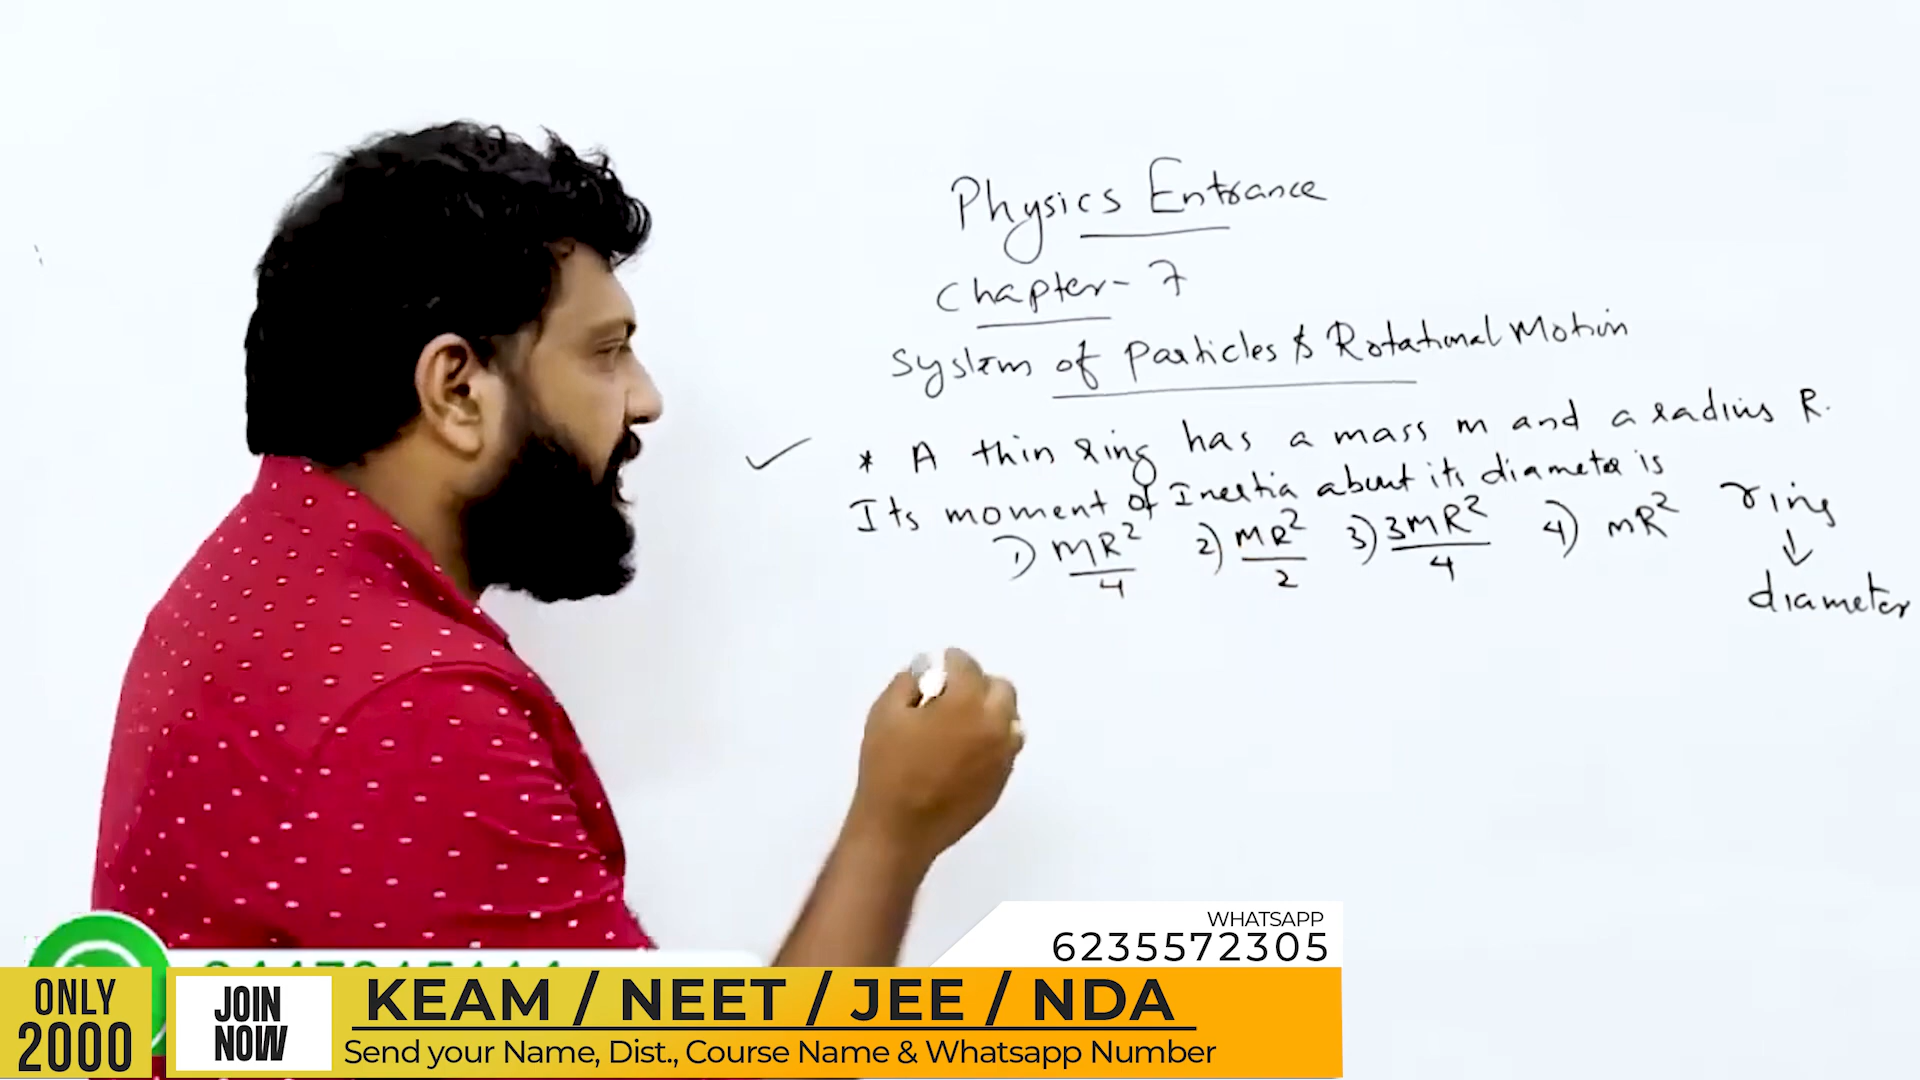 Physics Entrance
Chapter-7
System of Particles & Rotational Motion
* A thin ring has a mass m and a radius R.
Its moment of Inertia about its diameter is
1) MR²/4 2) MR²/2 3) 3MR²/4 4) mR²
ring
↓
diameter
WHATSAPP
6235572305
ONLY
2000
JOIN
NOW
KEAM / NEET / JEE / NDA
Send your Name, Dist., Course Name & Whatsapp Number